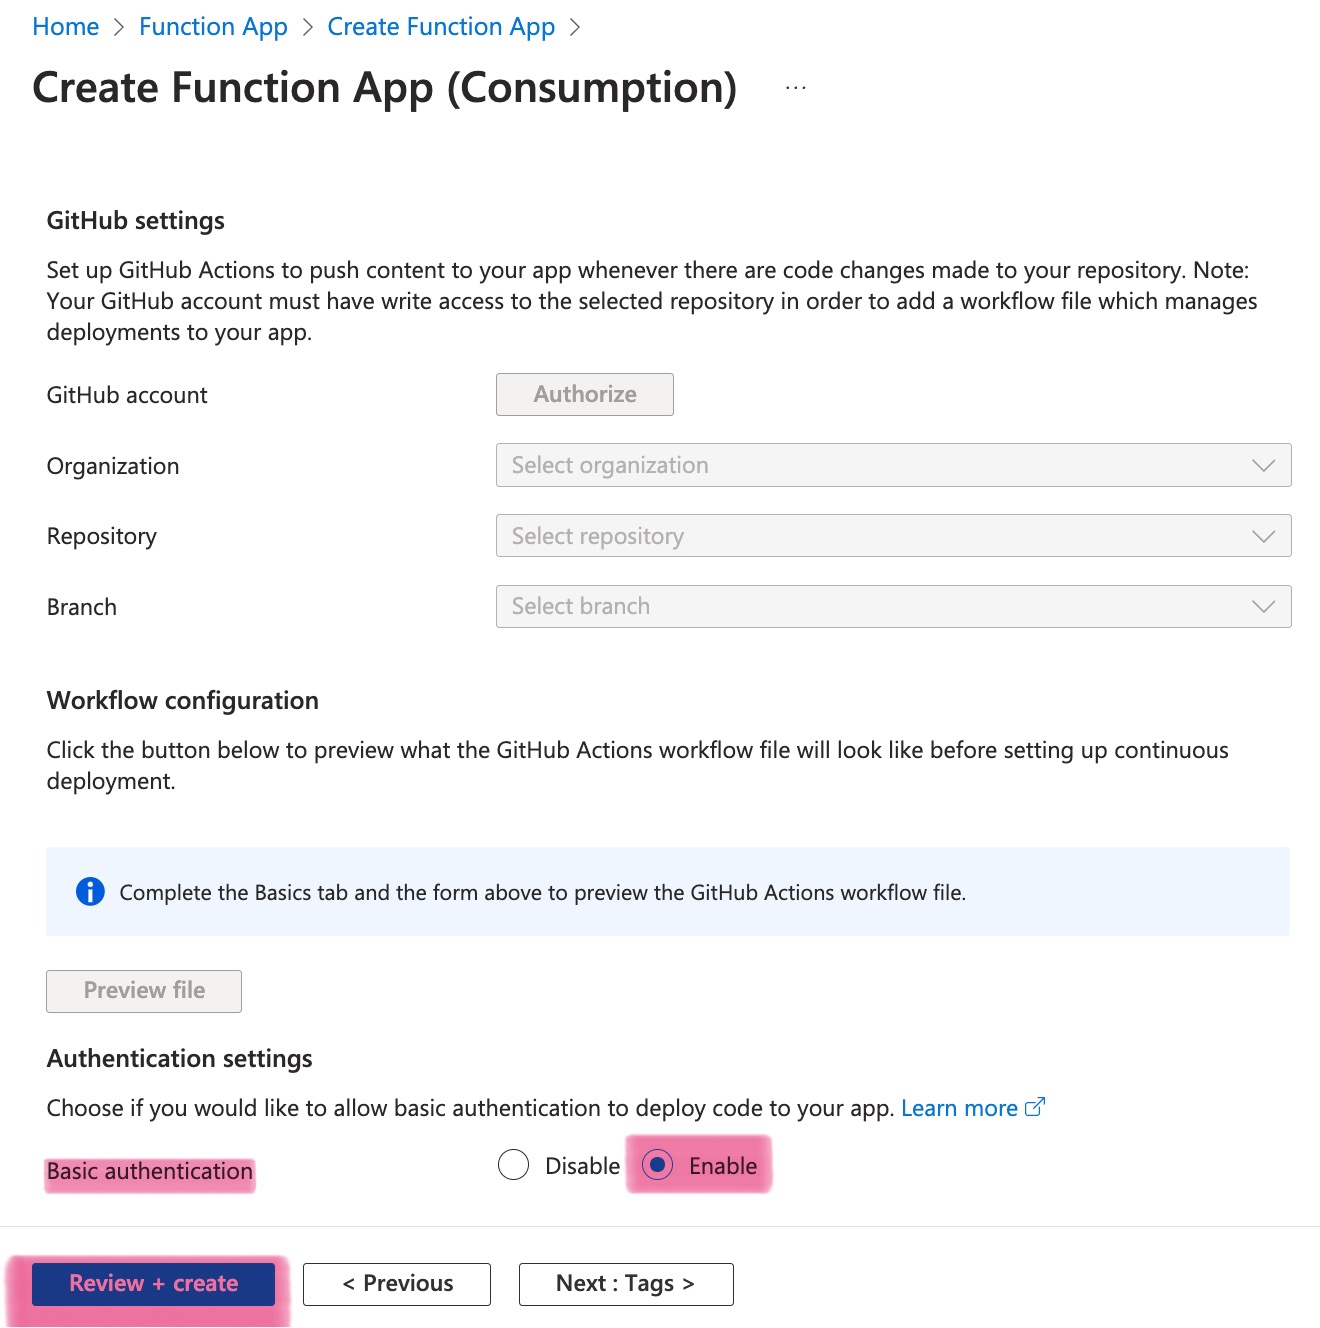 Home > Function App > Create Function App >
Create Function App (Consumption) ...
GitHub settings
Set up GitHub Actions to push content to your app whenever there are code changes made to your repository. Note:
Your GitHub account must have write access to the selected repository in order to add a workflow file which manages
deployments to your app.
GitHub account Authorize
Organization Select organization
Repository Select repository
Branch Select branch
Workflow configuration
Click the button below to preview what the GitHub Actions workflow file will look like before setting up continuous
deployment.
Complete the Basics tab and the form above to preview the GitHub Actions workflow file.
Preview file
Authentication settings
Choose if you would like to allow basic authentication to deploy code to your app. Learn more
Basic authentication Disable Enable
Review + create < Previous Next : Tags >